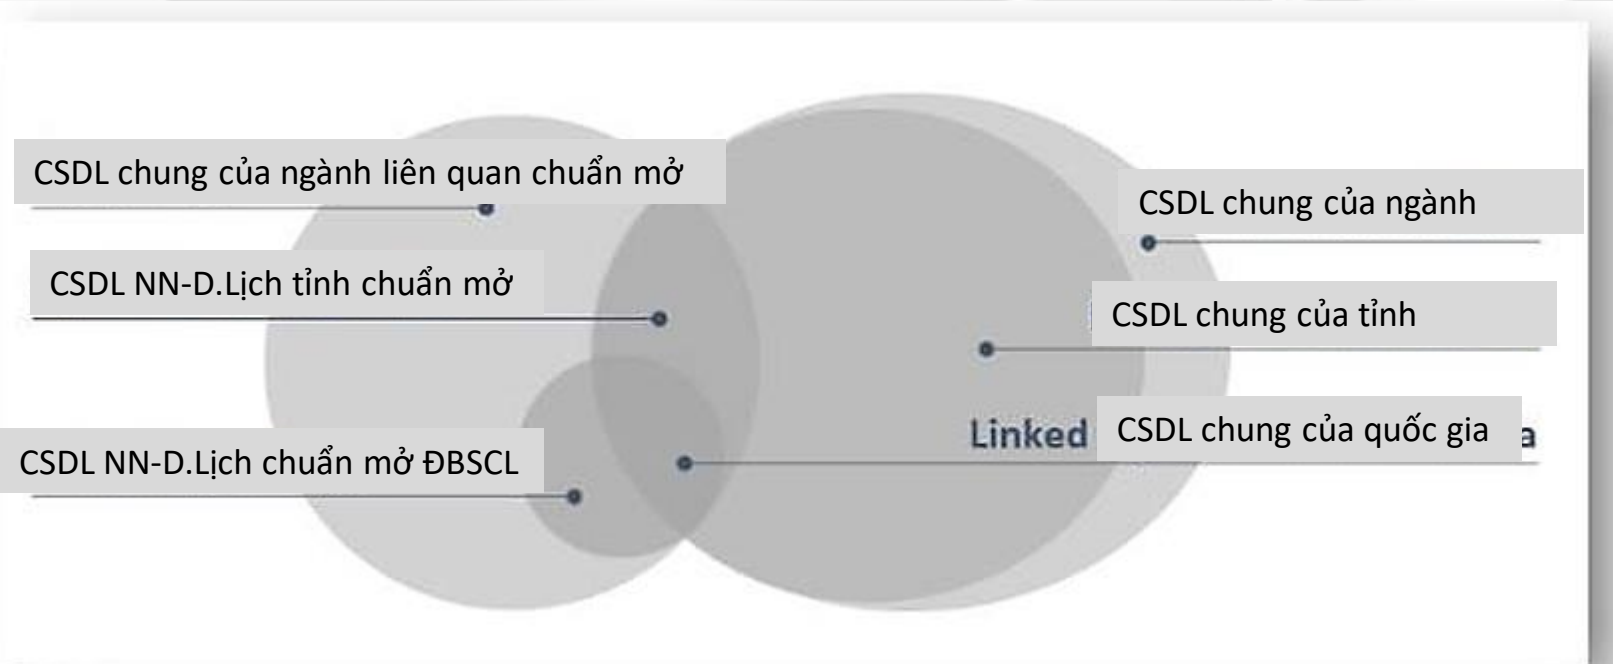 CSDL chung của ngành liên quan chuẩn mở
CSDL NN-D.Lịch tỉnh chuẩn mở
CSDL NN-D.Lịch chuẩn mở ĐBSCL
CSDL chung của ngành
CSDL chung của tỉnh
Linked
CSDL chung của quốc gia
a